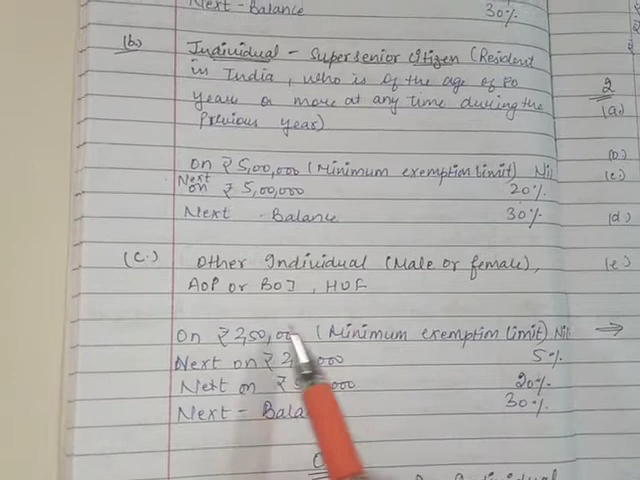 Next - Balance 30%
(b) Individual - Supersenior citizen (Resident
in India, who is of the age of 80
years or more at any time during the
Previous year)
On ₹ 5,00,000 (Minimum exemption limit) Nil
Next on ₹ 5,00,000 20%
Next - Balance 30%
(c.) Other Individual (Male or female),
AOP or BOI, HUF
On ₹ 2,50,000 (Minimum exemption limit) Nil
Next on ₹ 000 5%
Next on ₹ 000 20%
Next - Bala 30%
Individual
2
(a)
(b)
(c)
(d)
(e)